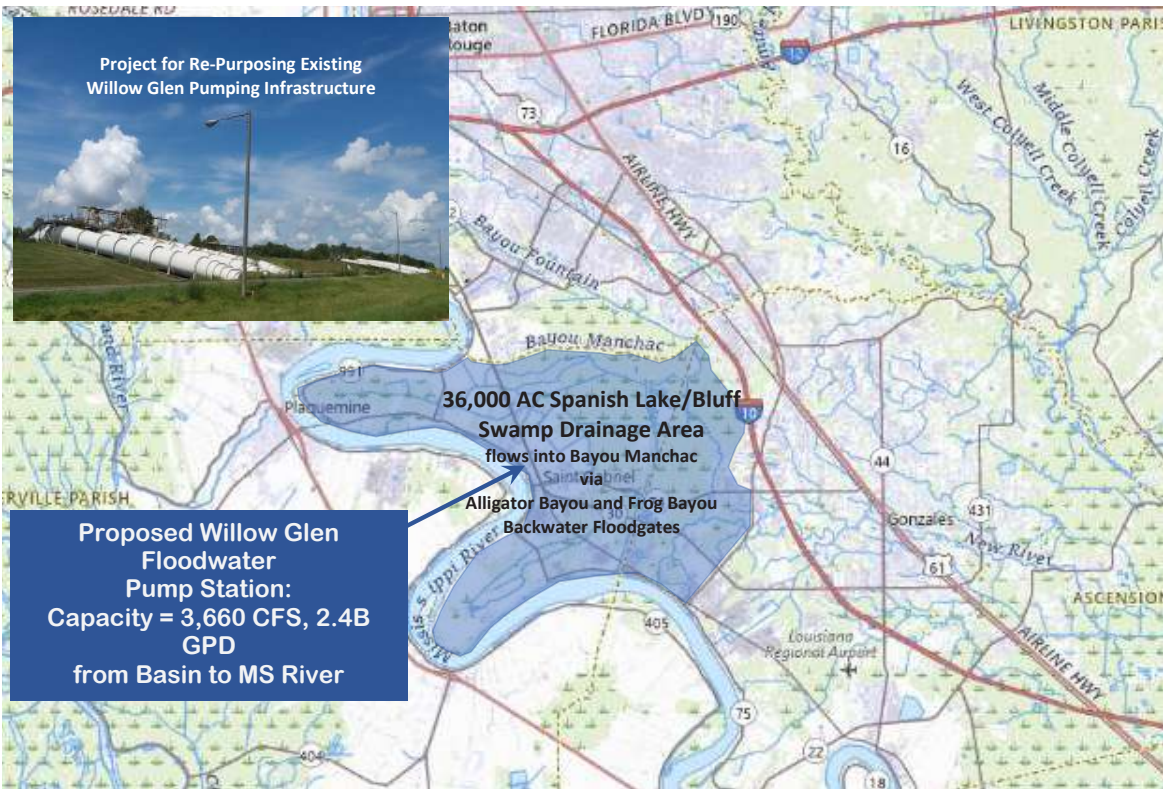 ROSEDALE RD
Project for Re-Purposing Existing
Willow Glen Pumping Infrastructure
FLORIDA BLVD
190
LIVINGSTON PARIS
aton
ouge
73
16
West Colyell Creek
Middle Colyell Creek
Colyell Creek
AIRLINE HWY
Bayou Fountain
Bayou Manchac
991
Plaquemine
36,000 AC Spanish Lake/Bluff
Swamp Drainage Area
flows into Bayou Manchac
via
Alligator Bayou and Frog Bayou
Backwater Floodgates
10
44
ERVILLE PARISH
Gonzales
431
New River
61
Proposed Willow Glen
Floodwater
Pump Station:
Capacity = 3,660 CFS, 2.4B
GPD
from Basin to MS River
ASCENSION
405
Louisiana
Regional Airport
AIRLINE HWY
75
22
18
404